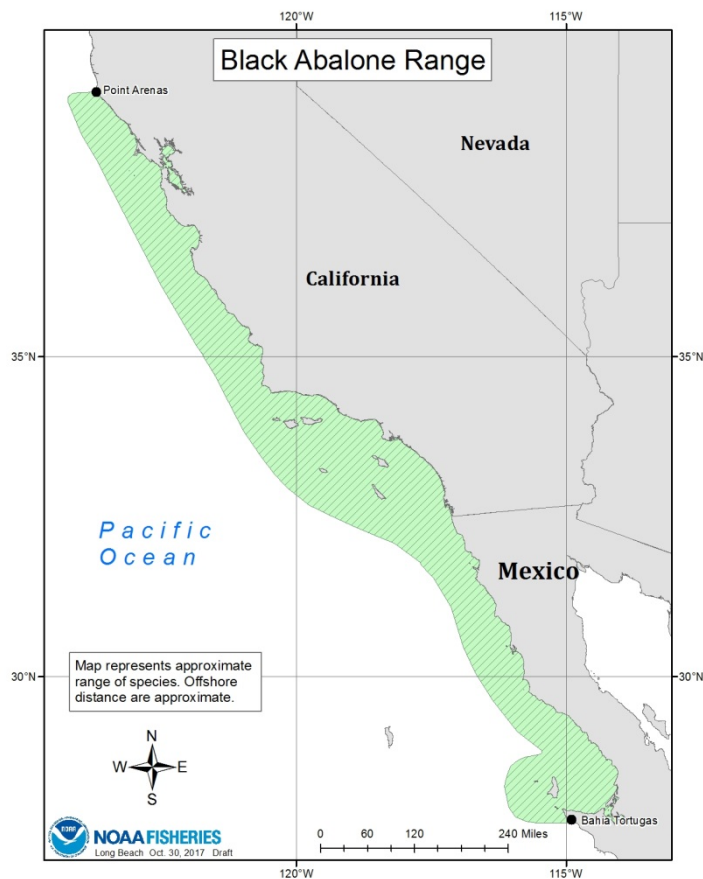 120°W
115°W
Black Abalone Range
Point Arenas
Nevada
California
35°N
35°N
Pacific
Ocean
Mexico
Map represents approximate
range of species. Offshore
distance are approximate.
30°N
30°N
N
W
E
S
Bahia Tortugas
NOAA
NOAA FISHERIES
Long Beach Oct. 30, 2017 Draft
0 60 120 240 Miles
120°W
115°W